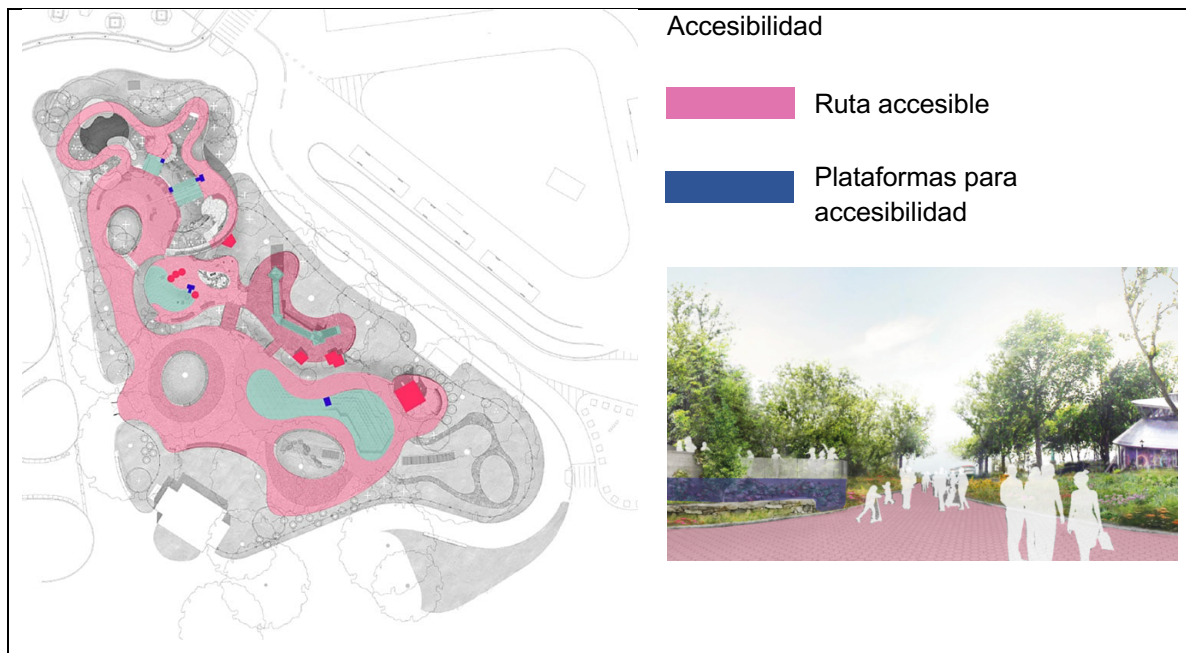 Accesibilidad
Ruta accesible
Plataformas para
accesibilidad